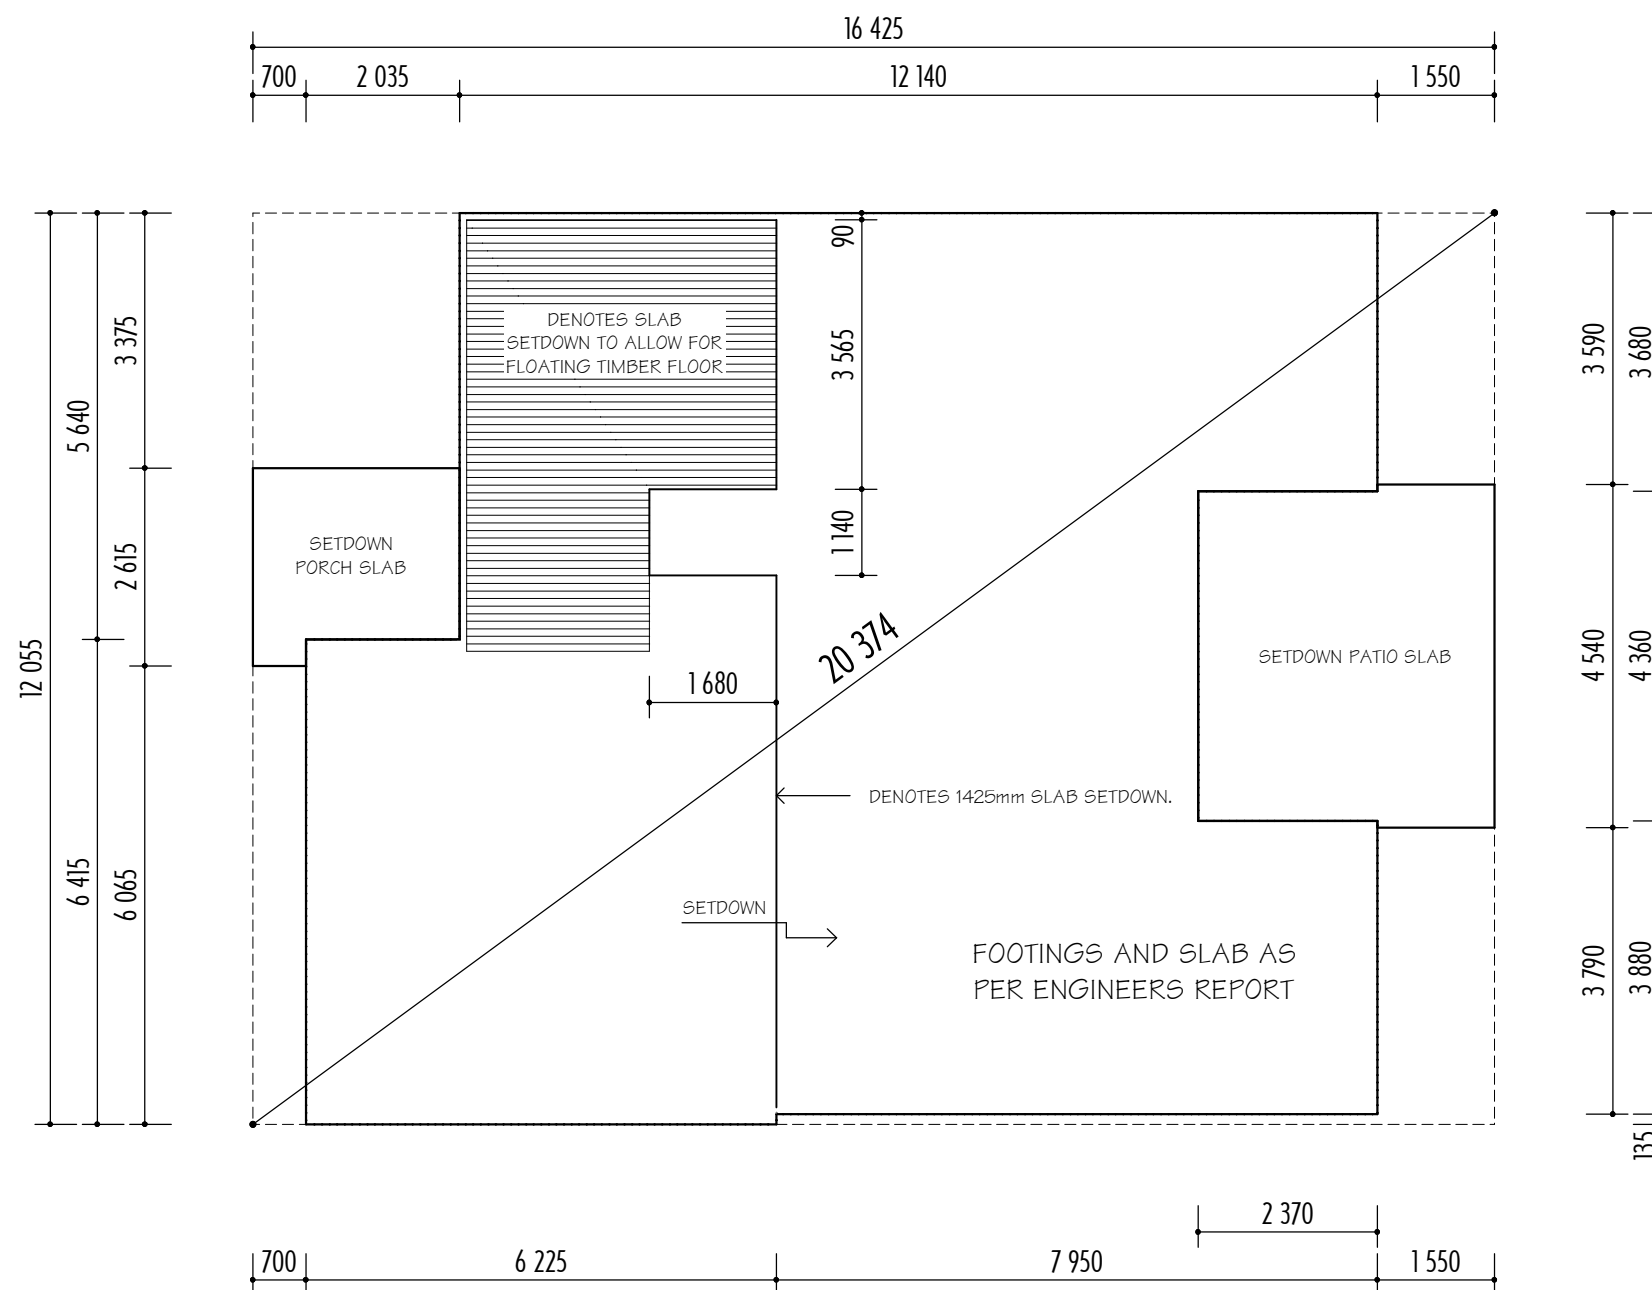 16 425
700 2 035 12 140 1 550
90
DENOTES SLAB
SETDOWN TO ALLOW FOR
FLOATING TIMBER FLOOR
3 375
3 565
3 590
3 680
5 640
1 140
SETDOWN
PORCH SLAB
2 615
12 055
20 374
SETDOWN PATIO SLAB
4 540
4 360
1 680
DENOTES 1425mm SLAB SETDOWN.
6 415
6 065
SETDOWN
FOOTINGS AND SLAB AS
PER ENGINEERS REPORT
3 790
3 880
135
2 370
700 6 225 7 950 1 550